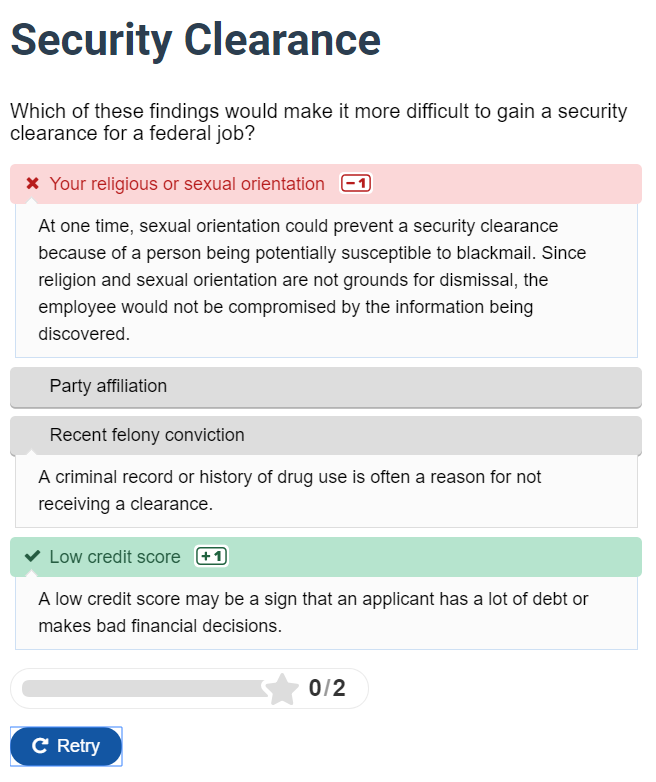 Security Clearance
Which of these findings would make it more difficult to gain a security
clearance for a federal job?
Your religious or sexual orientation −1
At one time, sexual orientation could prevent a security clearance
because of a person being potentially susceptible to blackmail. Since
religion and sexual orientation are not grounds for dismissal, the
employee would not be compromised by the information being
discovered.
Party affiliation
Recent felony conviction
A criminal record or history of drug use is often a reason for not
receiving a clearance.
Low credit score +1
A low credit score may be a sign that an applicant has a lot of debt or
makes bad financial decisions.
0/2
Retry